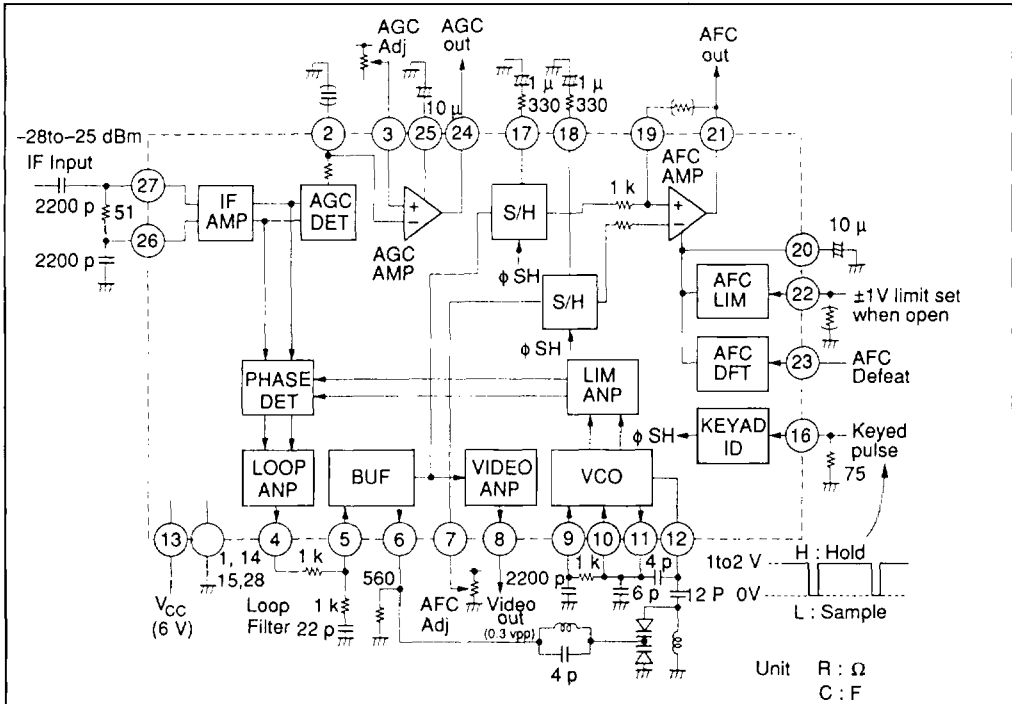 AGC Adj
AGC out
AFC out
1 μ
330
1 μ
330
10 μ
2
3
25
24
17
18
19
21
-28to-25 dBm
IF Input
27
2200 p
51
26
2200 p
IF AMP
AGC DET
+
−
AGC AMP
S/H
φ SH
S/H
φ SH
1 k
AFC AMP
+
−
20
10 μ
AFC LIM
22
±1V limit set when open
AFC DFT
23
AFC Defeat
PHASE DET
LIM ANP
φ SH
KEYAD ID
16
Keyed pulse
75
LOOP ANP
BUF
VIDEO ANP
VCO
13
1, 14
15,28
4
5
6
7
8
9
10
11
12
VCC
(6 V)
Loop Filter
1 k
1 k
22 p
560
AFC Adj
2200 p
Video out
(0.3 vpp)
1 k
6 p
4 p
12 P
4 p
1to2 V
H : Hold
0V
L : Sample
Unit R : Ω
C : F